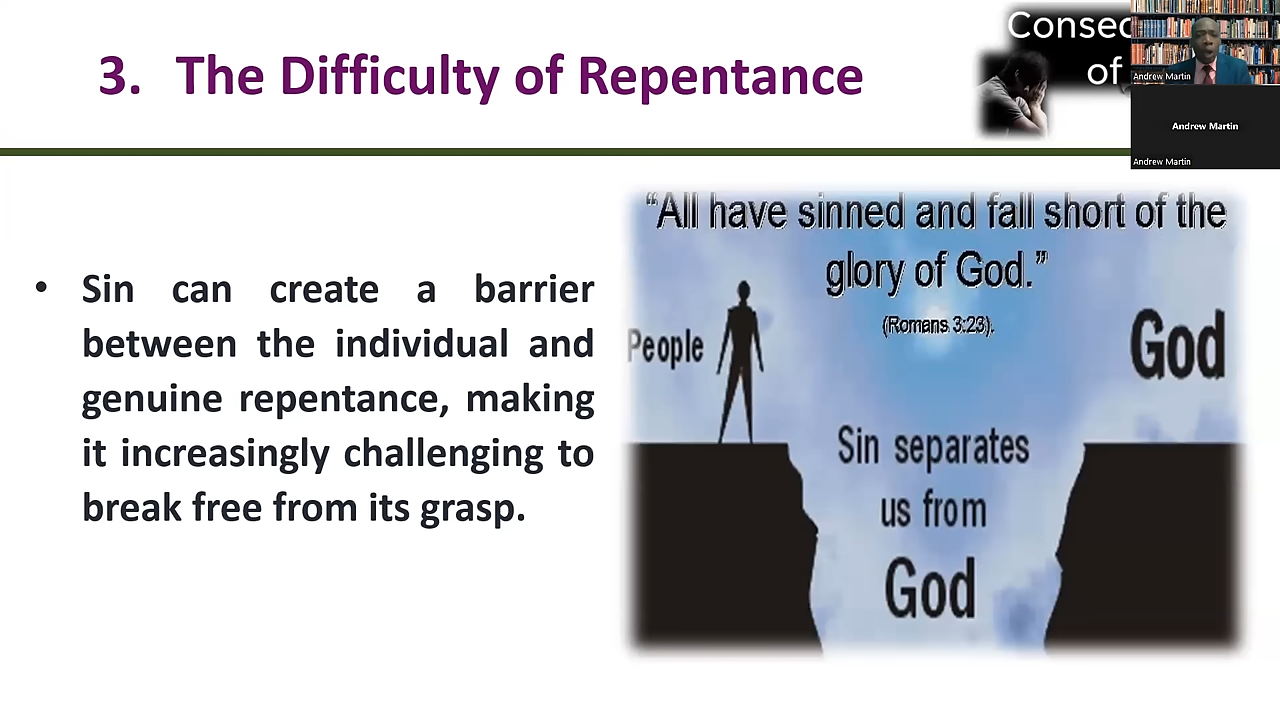 3. The Difficulty of Repentance
Consec
of
Andrew Martin
Andrew Martin
Andrew Martin
• Sin can create a barrier
between the individual and
genuine repentance, making
it increasingly challenging to
break free from its grasp.
“All have sinned and fall short of the
glory of God.”
(Romans 3:23).
People
God
Sin separates
us from
God